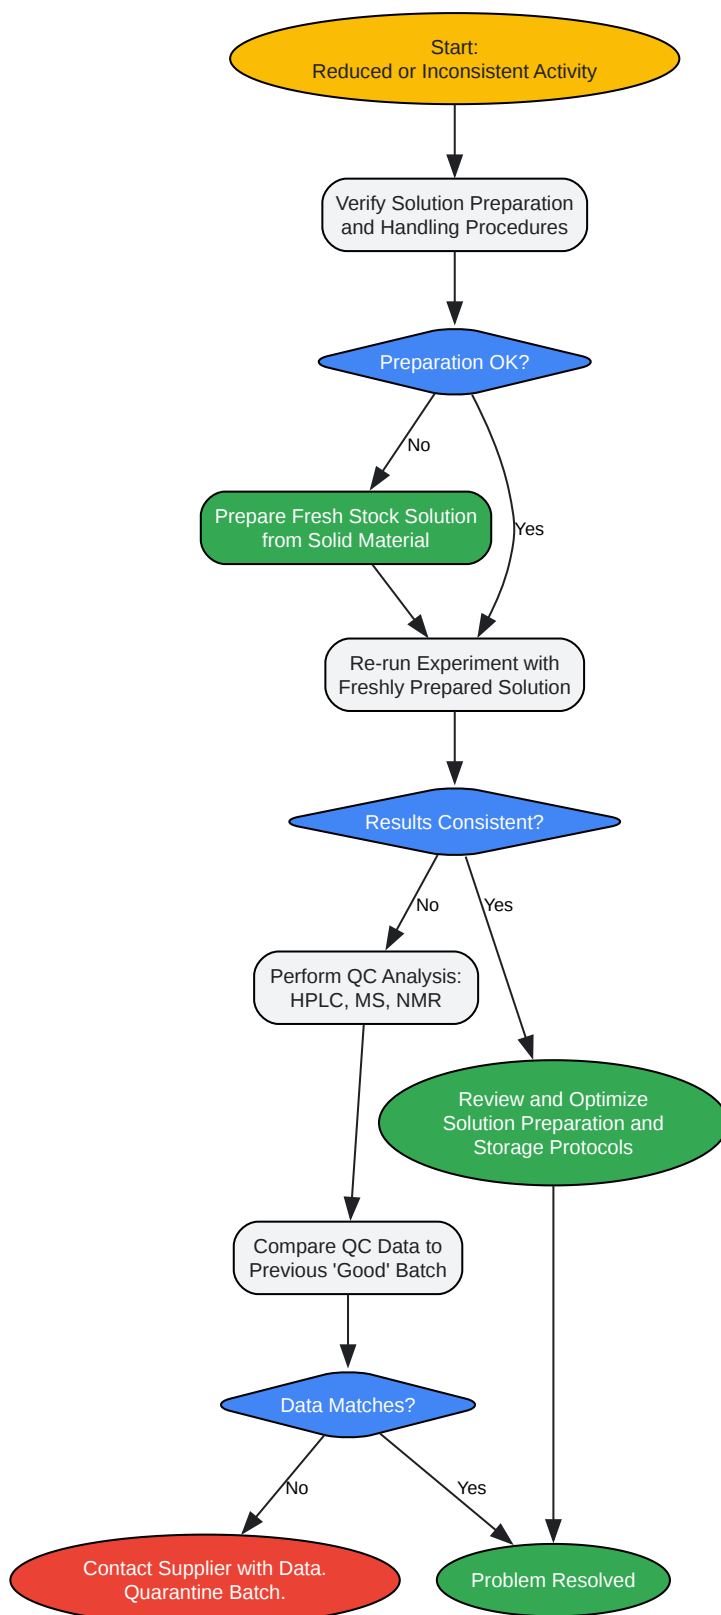 Start:
Reduced or Inconsistent Activity
Verify Solution Preparation
and Handling Procedures
Preparation OK?
No
Prepare Fresh Stock Solution
from Solid Material
Yes
Re-run Experiment with
Freshly Prepared Solution
Results Consistent?
No
Yes
Perform QC Analysis:
HPLC, MS, NMR
Review and Optimize
Solution Preparation and
Storage Protocols
Compare QC Data to
Previous 'Good' Batch
Data Matches?
No
Yes
Contact Supplier with Data.
Quarantine Batch.
Problem Resolved